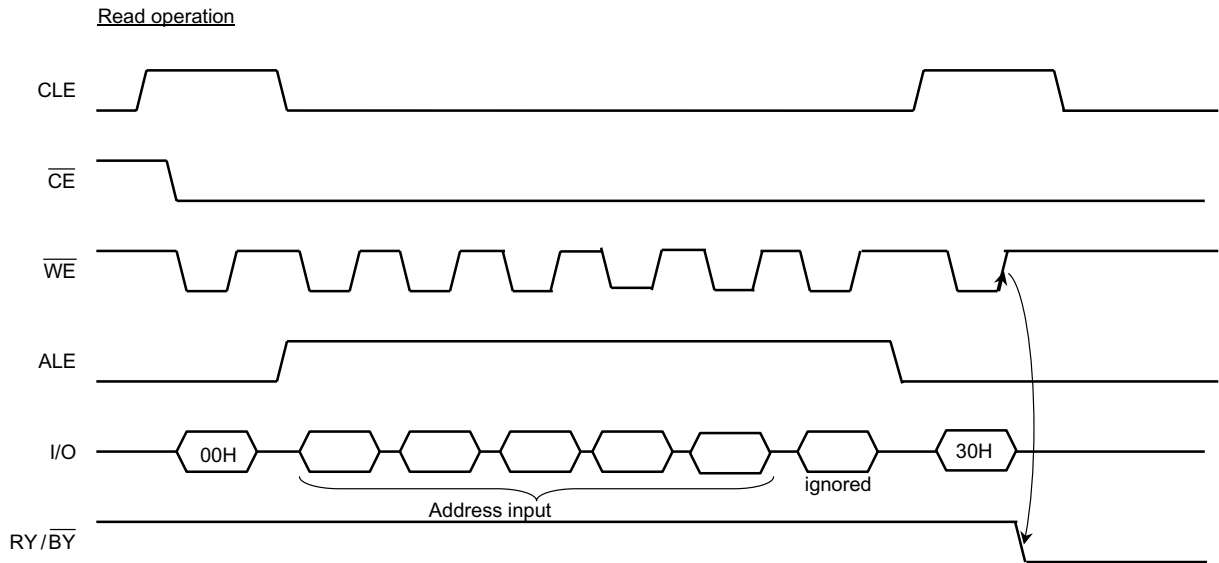 Read operation
CLE
CE
WE
ALE
I/O
00H
30H
ignored
Address input
RY/BY